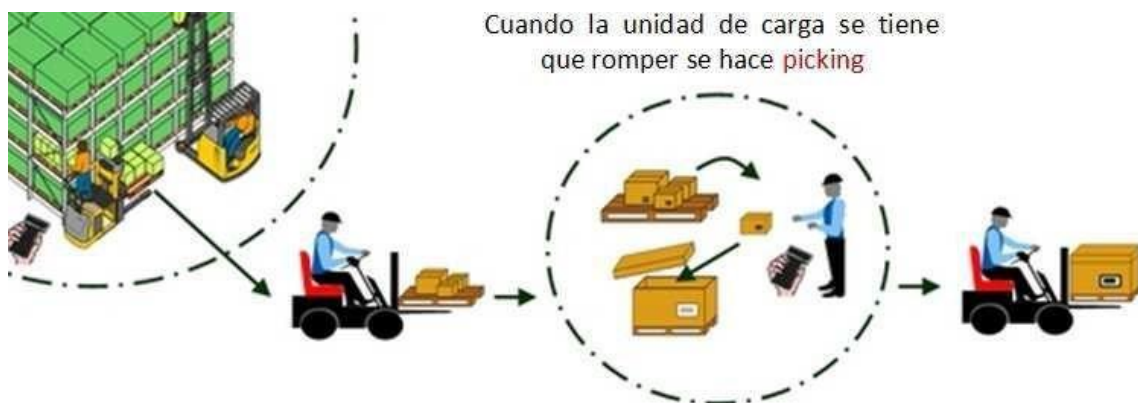 Cuando la unidad de carga se tiene
que romper se hace picking